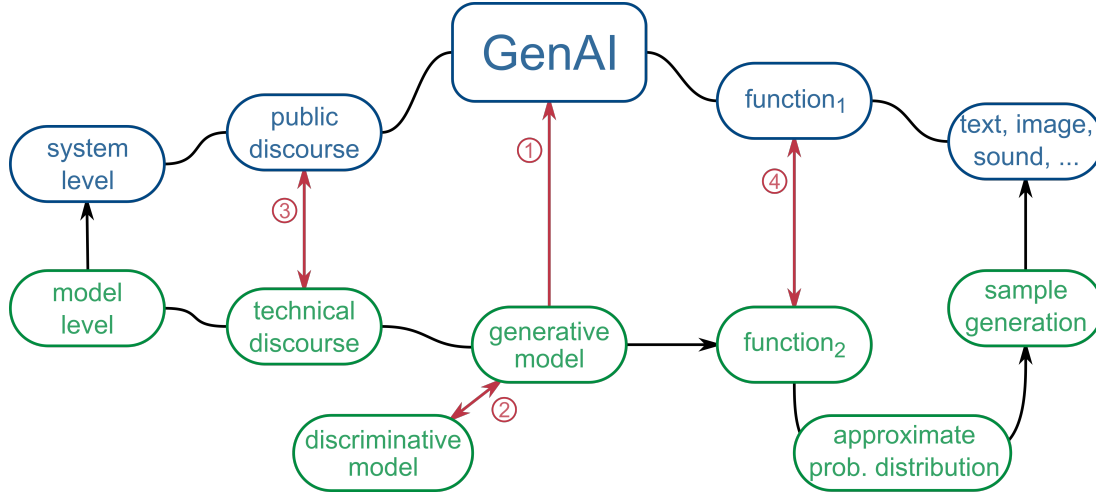 GenAI
public
discourse
function₁
system
level
text, image,
sound, ...
①
③
④
model
level
technical
discourse
generative
model
function₂
sample
generation
②
discriminative
model
approximate
prob. distribution